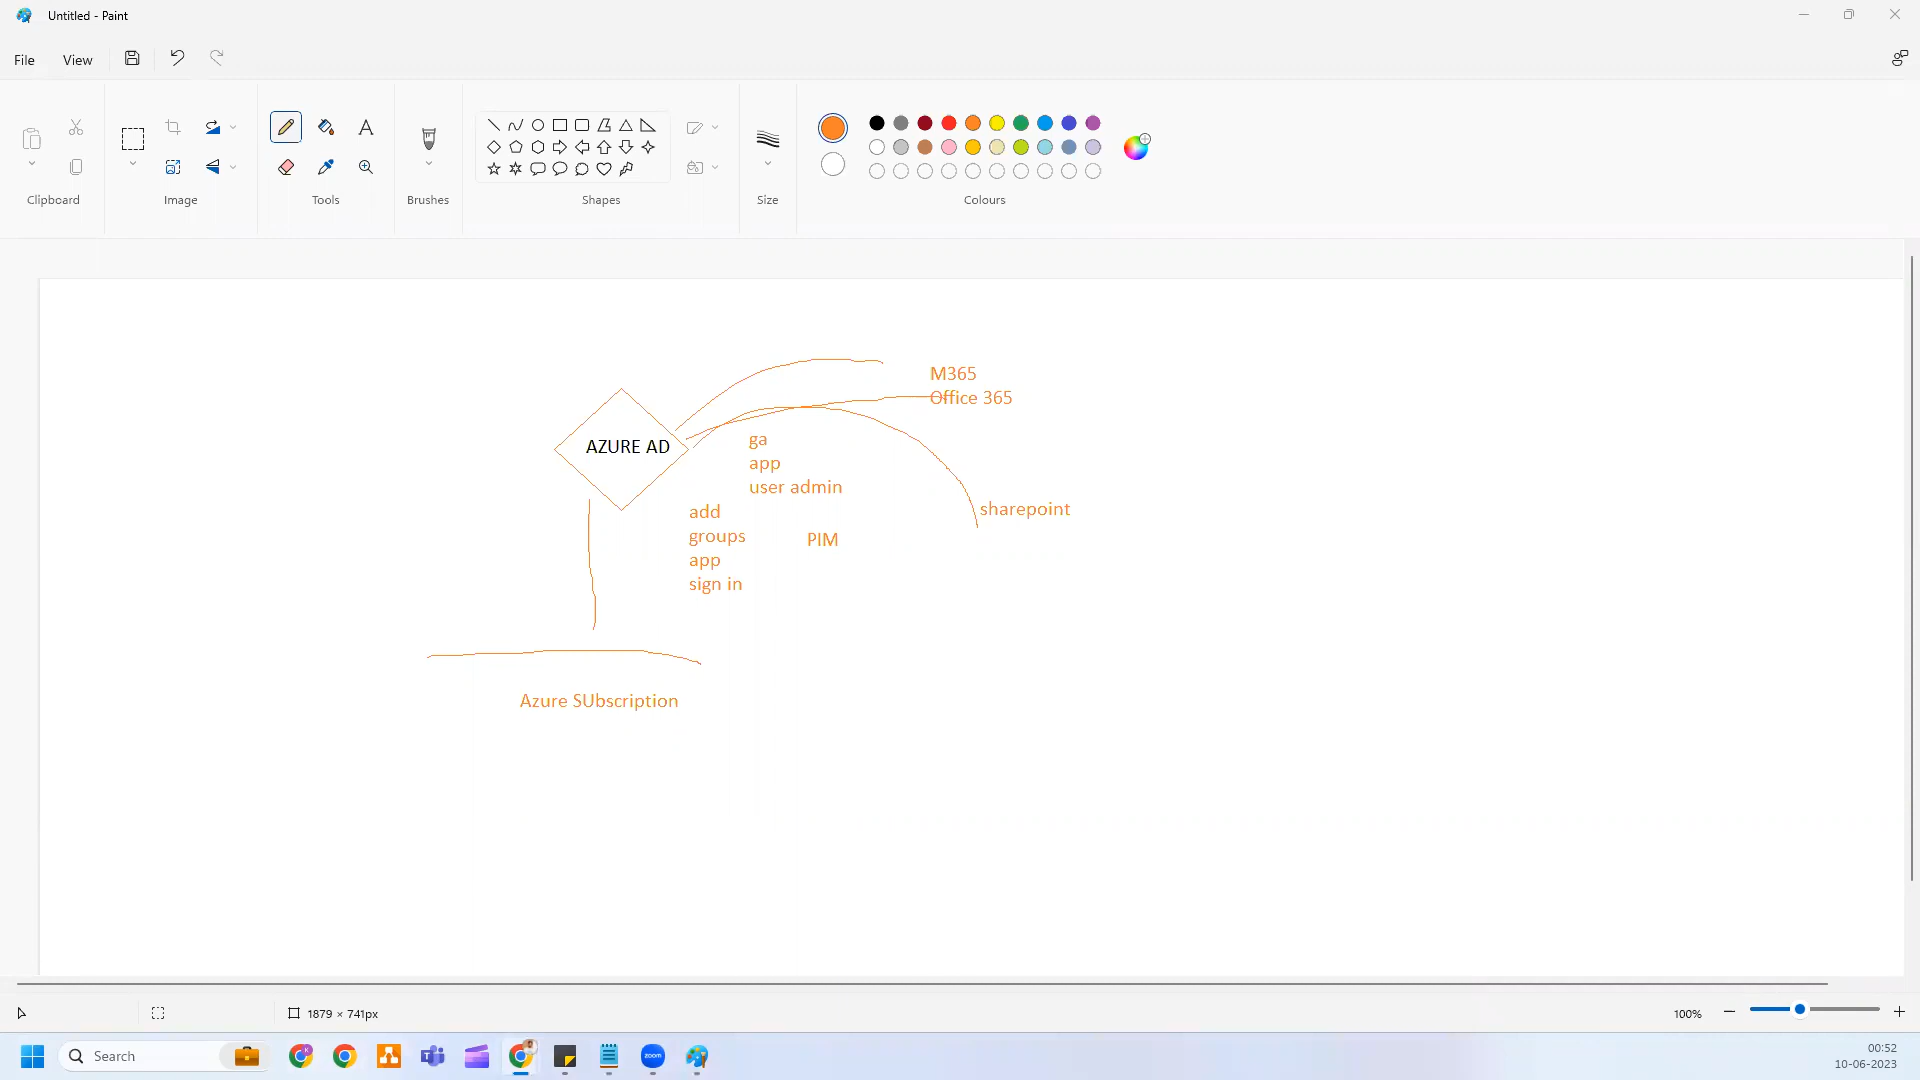 Untitled - Paint
File View
Clipboard Image Tools Brushes Shapes Size Colours
M365
Office 365
AZURE AD
ga
app
user admin
add
groups
app
sign in
PIM
sharepoint
Azure SUbscription
1879 × 741px
100%
Search
zoom
00:52
10-06-2023